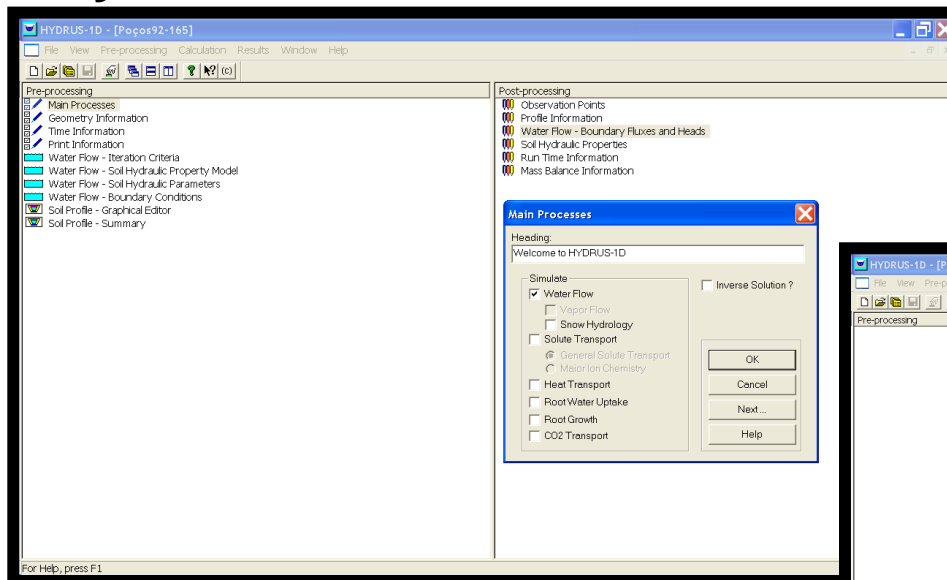 HYDRUS-1D - [Poços92-165]
File View Pre-processing Calculation Results Window Help
Pre-processing
Main Processes
Geometry Information
Time Information
Print Information
Water Flow - Iteration Criteria
Water Flow - Soil Hydraulic Property Model
Water Flow - Soil Hydraulic Parameters
Water Flow - Boundary Conditions
Soil Profile - Graphical Editor
Soil Profile - Summary
Post-processing
Observation Points
Profile Information
Water Flow - Boundary Fluxes and Heads
Soil Hydraulic Properties
Run Time Information
Mass Balance Information
Main Processes
Heading:
Welcome to HYDRUS-1D
Simulate
Water Flow
Vapor Flow
Snow Hydrology
Solute Transport
General Solute Transport
Major Ion Chemistry
Heat Transport
Root Water Uptake
Root Growth
CO2 Transport
Inverse Solution ?
OK
Cancel
Next ...
Help
For Help, press F1
HYDRUS-1D - [P
File View Pre-p
Pre-processing